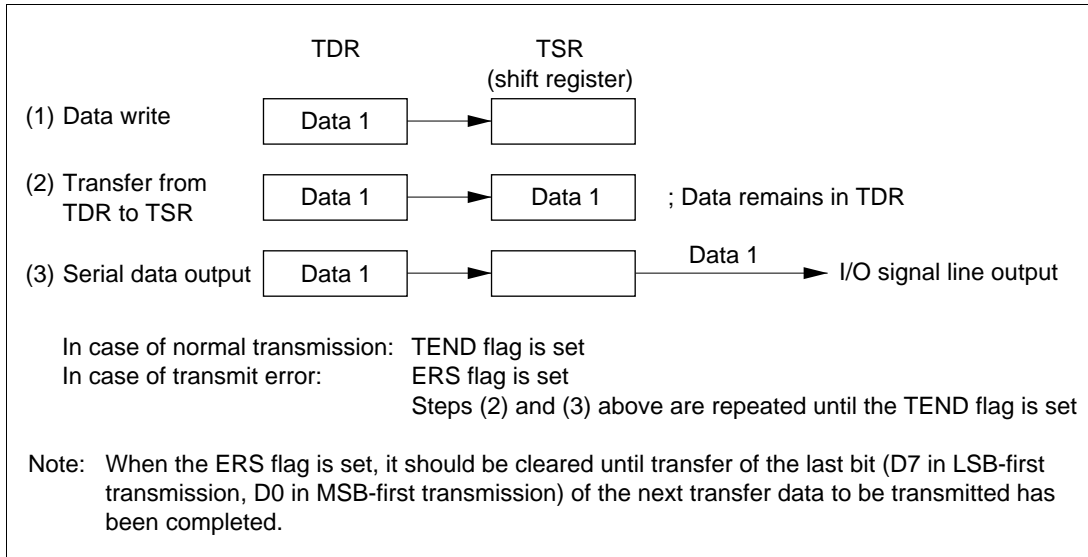 TDR TSR
(shift register)
(1) Data write Data 1
(2) Transfer from
TDR to TSR Data 1 Data 1 ; Data remains in TDR
(3) Serial data output Data 1 Data 1 I/O signal line output
In case of normal transmission: TEND flag is set
In case of transmit error: ERS flag is set
Steps (2) and (3) above are repeated until the TEND flag is set
Note: When the ERS flag is set, it should be cleared until transfer of the last bit (D7 in LSB-first
transmission, D0 in MSB-first transmission) of the next transfer data to be transmitted has
been completed.